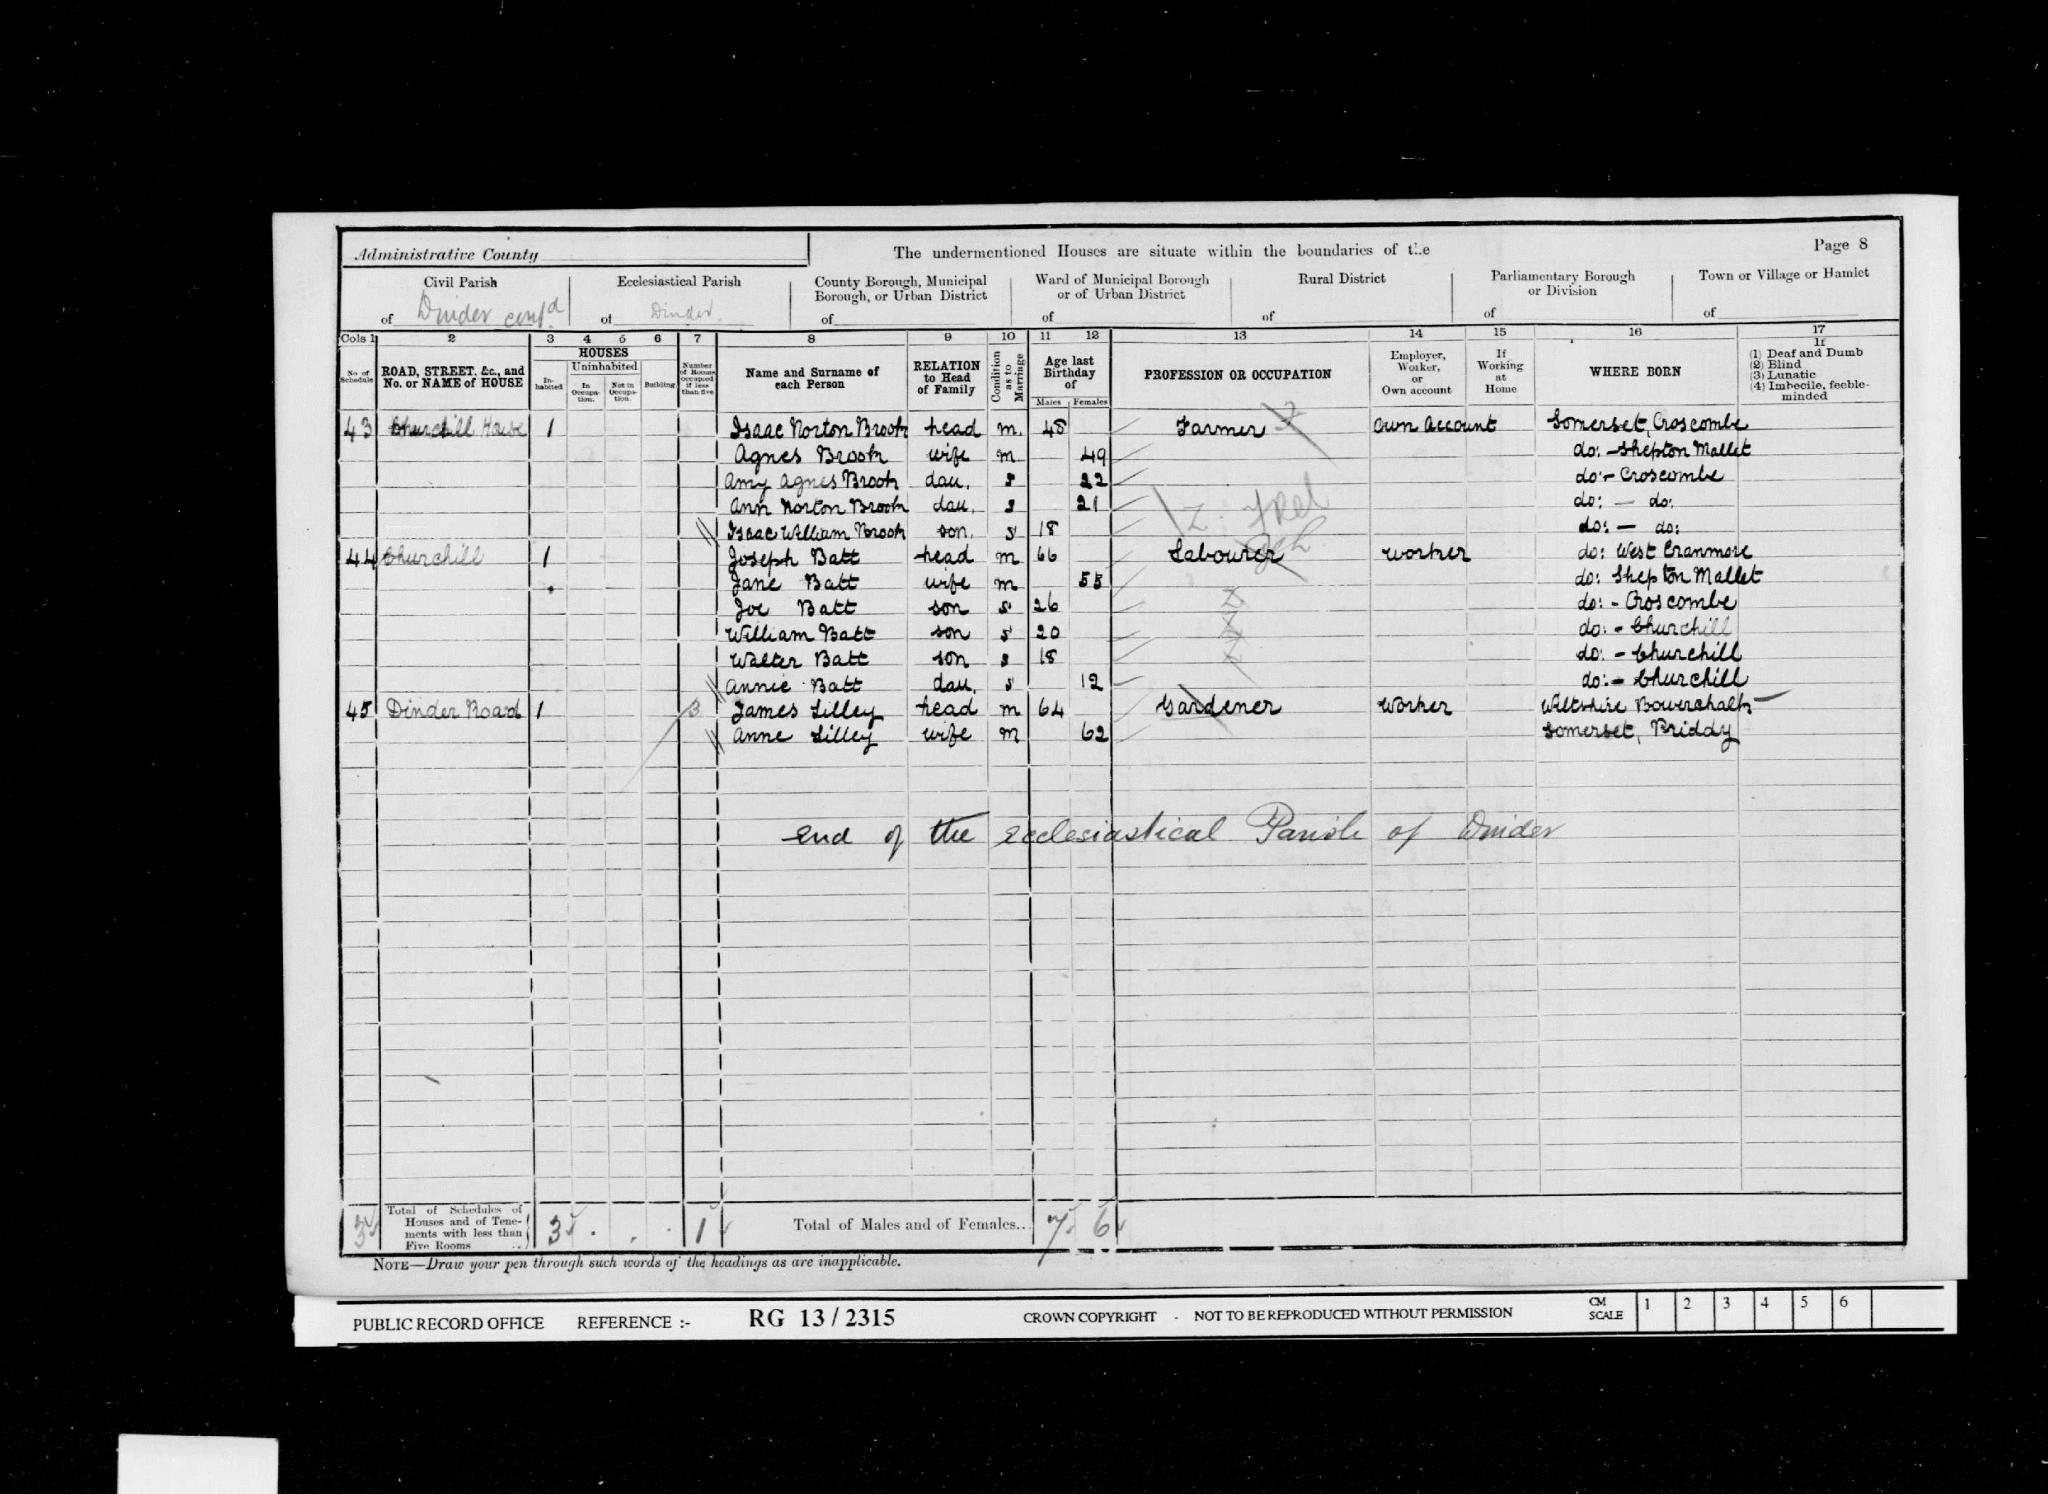 Administrative County
The undermentioned Houses are situate within the boundaries of the
Page 8
Civil Parish
of Dinder contd
Ecclesiastical Parish
of Dinder
County Borough, Municipal
Borough, or Urban District
of
Ward of Municipal Borough
or of Urban District
of
Rural District
of
Parliamentary Borough
or Division
of
Town or Village or Hamlet
of
Cols 1 2 3 4 5 6 7 8 9 10 11 12 13 14 15 16 17
No. of
Schedule
ROAD, STREET, &c., and
No. or NAME of HOUSE
HOUSES
In-
habited
Uninhabited
In
Occupa-
tion.
Not in
Occupa-
tion.
Building.
Number
of Rooms
occupied
if less
than five
Name and Surname of
each Person
RELATION
to Head
of Family
Condition
as to
Marriage
Age last
Birthday
of
Males Females
PROFESSION OR OCCUPATION
Employer,
Worker,
or
Own account
If
Working
at
Home
WHERE BORN
If
(1) Deaf and Dumb
(2) Blind
(3) Lunatic
(4) Imbecile, feeble-
minded
43 Churchill House 1 Isaac Norton Brook head m. 48 Farmer Own Account Somerset, Croscombe
Agnes Brook wife m 49 do: - Shepton Mallet
Amy Agnes Brook dau. s 22 do: - Croscombe
Ann Norton Brook dau. s 21 do: - do:
Isaac William Brook son. s 18 do: - do:
44 Churchill 1 Joseph Batt head m 66 Labourer Worker do: West Cranmore
Jane Batt wife m 55 do: Shepton Mallet
Joe Batt son s 26 do: - Croscombe
William Batt son s 20 do: - Churchill
Walter Batt son s 18 do: - Churchill
Annie Batt dau. s 12 do: - Churchill
45 Dinder Road 1 3 James Lilley head m 64 Gardener Worker Wiltshire Bowerchalk
Anne Lilley wife m 62 Somerset, Priddy
End of the Ecclesiastical Parish of Dinder
3 Total of Schedules of
Houses and of Tene-
ments with less than
Five Rooms ..
3 . . . 1 Total of Males and of Females... 7 6
NOTE—Draw your pen through such words of the headings as are inapplicable.
PUBLIC RECORD OFFICE REFERENCE :- RG 13 / 2315 CROWN COPYRIGHT - NOT TO BE REPRODUCED WITHOUT PERMISSION
CM
SCALE
1 2 3 4 5 6